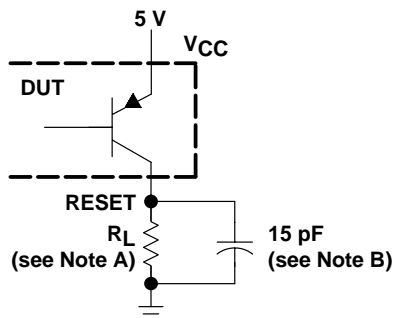 5 V
VCC
DUT
RESET
RL
(see Note A)
15 pF
(see Note B)